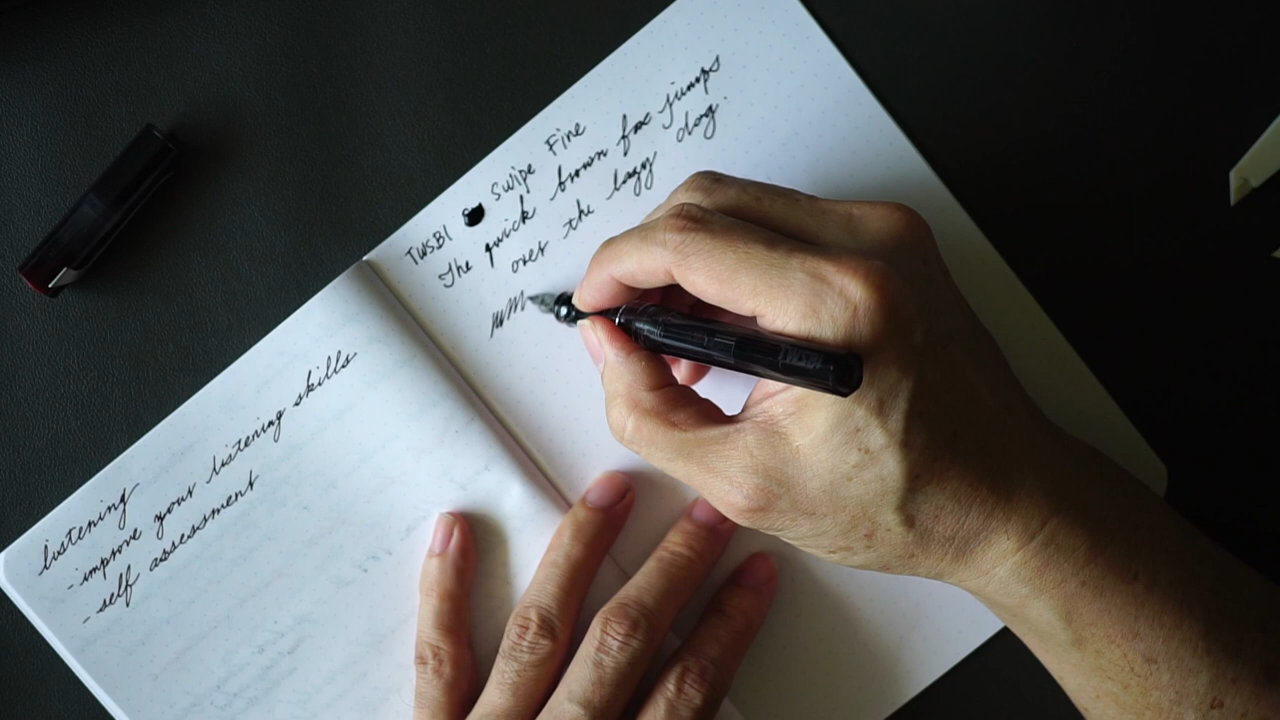 listening
- improve your listening skills
- self assessment
TWSBI Swipe Fine
The quick brown fox jumps
over the lazy dog.
TWSBI